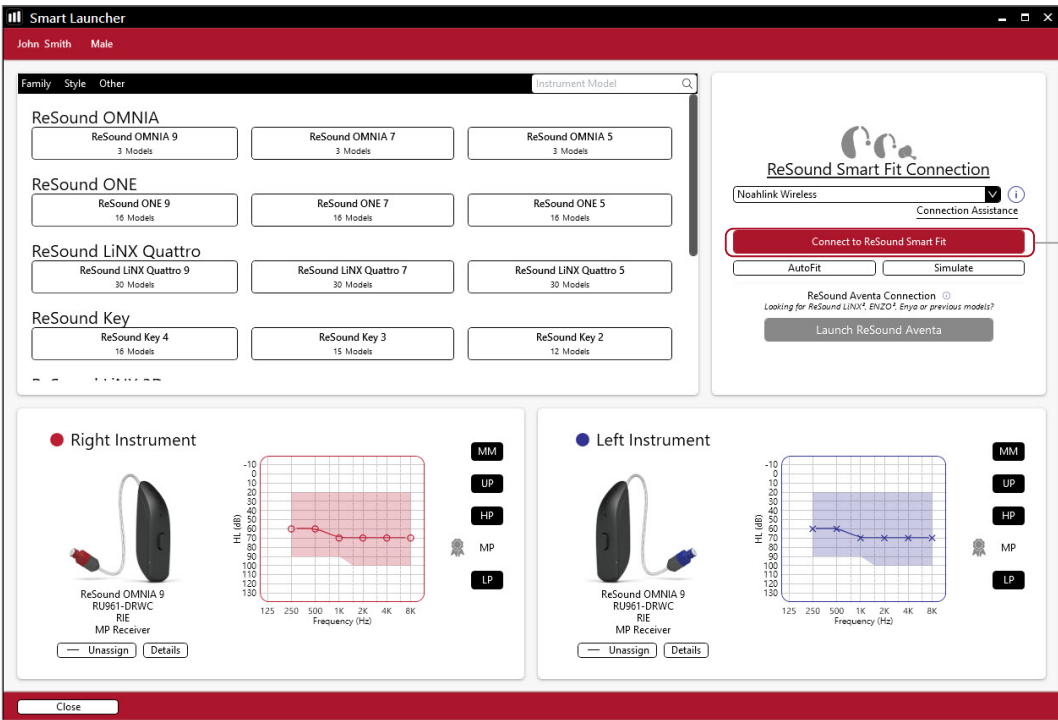 Smart Launcher
John Smith Male
Family Style Other Instrument Model
ReSound OMNIA
ReSound OMNIA 9 ReSound OMNIA 7 ReSound OMNIA 5
3 Models 3 Models 3 Models
ReSound ONE
ReSound ONE 9 ReSound ONE 7 ReSound ONE 5
16 Models 16 Models 16 Models
ReSound LiNX Quattro
ReSound LiNX Quattro 9 ReSound LiNX Quattro 7 ReSound LiNX Quattro 5
30 Models 30 Models 30 Models
ReSound Key
ReSound Key 4 ReSound Key 3 ReSound Key 2
16 Models 15 Models 12 Models
ReSound Smart Fit Connection
Noahlink Wireless
Connection Assistance
Connect to ReSound Smart Fit
AutoFit Simulate
ReSound Aventa Connection
Looking for ReSound LiNX², ENZO², Enya or previous models?
Launch ReSound Aventa
Right Instrument
-10
0
10
20
30
40
50
60
70
80
90
100
110
120
130
HL (dB)
125 250 500 1K 2K 4K 8K
Frequency (Hz)
MM
UP
HP
MP
LP
ReSound OMNIA 9
RU961-DRWC
RIE
MP Receiver
Unassign Details
Left Instrument
-10
0
10
20
30
40
50
60
70
80
90
100
110
120
130
HL (dB)
125 250 500 1K 2K 4K 8K
Frequency (Hz)
MM
UP
HP
MP
LP
ReSound OMNIA 9
RU961-DRWC
RIE
MP Receiver
Unassign Details
Close